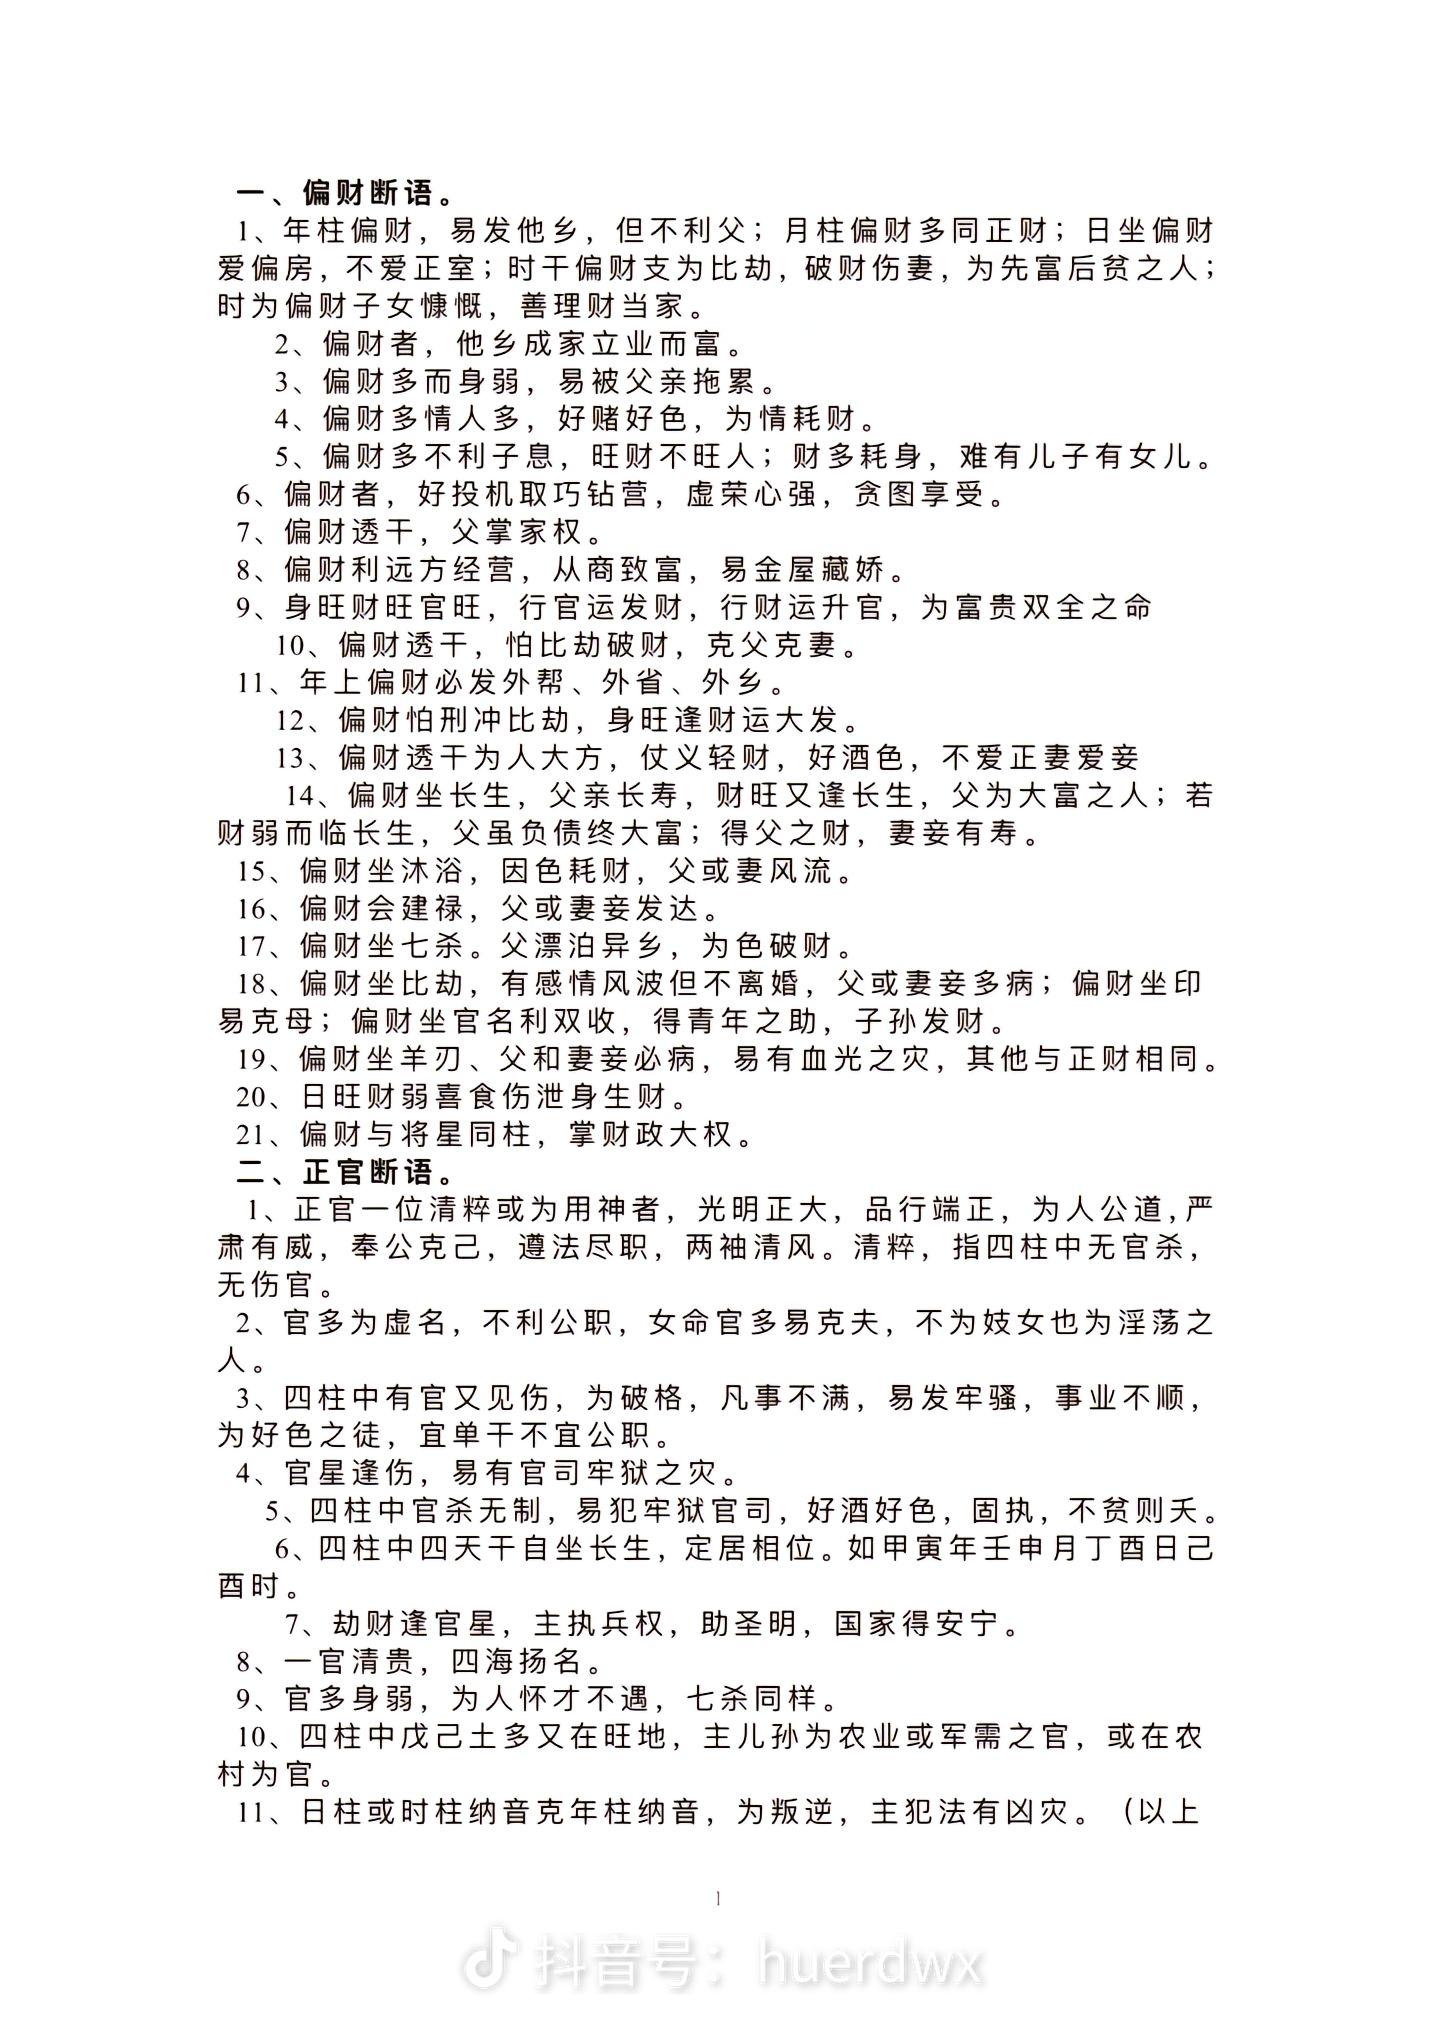 一、偏财断语。
1、年柱偏财，易发他乡，但不利父；月柱偏财多同正财；日坐偏财
爱偏房，不爱正室；时干偏财支为比劫，破财伤妻，为先富后贫之人；
时为偏财子女慷慨，善理财当家。
2、偏财者，他乡成家立业而富。
3、偏财多而身弱，易被父亲拖累。
4、偏财多情人多，好赌好色，为情耗财。
5、偏财多不利子息，旺财不旺人；财多耗身，难有儿子有女儿。
6、偏财者，好投机取巧钻营，虚荣心强，贪图享受。
7、偏财透干，父掌家权。
8、偏财利远方经营，从商致富，易金屋藏娇。
9、身旺财旺官旺，行官运发财，行财运升官，为富贵双全之命
10、偏财透干，怕比劫破财，克父克妻。
11、年上偏财必发外帮、外省、外乡。
12、偏财怕刑冲比劫，身旺逢财运大发。
13、偏财透干为人大方，仗义轻财，好酒色，不爱正妻爱妾
14、偏财坐长生，父亲长寿，财旺又逢长生，父为大富之人；若
财弱而临长生，父虽负债终大富；得父之财，妻妾有寿。
15、偏财坐沐浴，因色耗财，父或妻风流。
16、偏财会建禄，父或妻妾发达。
17、偏财坐七杀。父漂泊异乡，为色破财。
18、偏财坐比劫，有感情风波但不离婚，父或妻妾多病；偏财坐印
易克母；偏财坐官名利双收，得青年之助，子孙发财。
19、偏财坐羊刃、父和妻妾必病，易有血光之灾，其他与正财相同。
20、日旺财弱喜食伤泄身生财。
21、偏财与将星同柱，掌财政大权。
二、正官断语。
1、正官一位清粹或为用神者，光明正大，品行端正，为人公道，严
肃有威，奉公克己，遵法尽职，两袖清风。清粹，指四柱中无官杀，
无伤官。
2、官多为虚名，不利公职，女命官多易克夫，不为妓女也为淫荡之
人。
3、四柱中有官又见伤，为破格，凡事不满，易发牢骚，事业不顺，
为好色之徒，宜单干不宜公职。
4、官星逢伤，易有官司牢狱之灾。
5、四柱中官杀无制，易犯牢狱官司，好酒好色，固执，不贫则夭。
6、四柱中四天干自坐长生，定居相位。如甲寅年壬申月丁酉日己
酉时。
7、劫财逢官星，主执兵权，助圣明，国家得安宁。
8、一官清贵，四海扬名。
9、官多身弱，为人怀才不遇，七杀同样。
10、四柱中戊己土多又在旺地，主儿孙为农业或军需之官，或在农
村为官。
11、日柱或时柱纳音克年柱纳音，为叛逆，主犯法有凶灾。（以上
1
抖音号：huerdwx